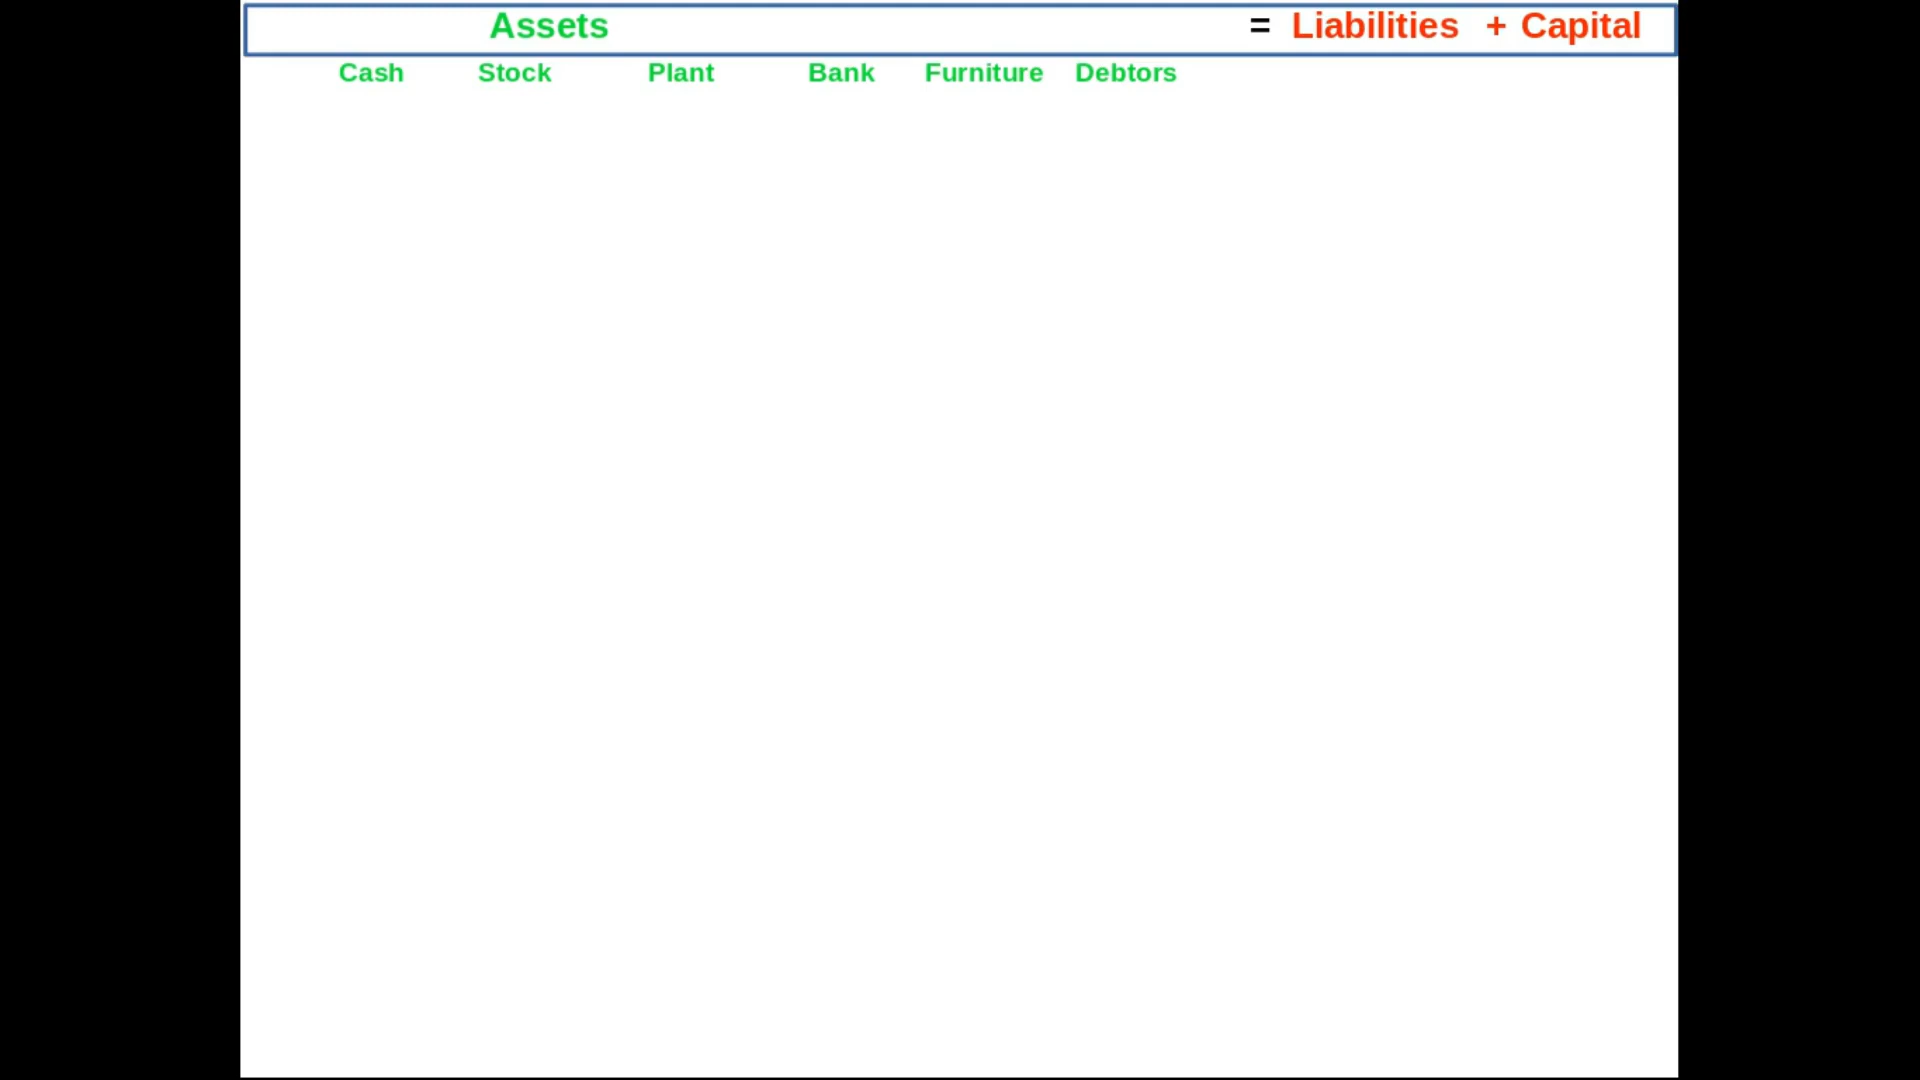 Assets = Liabilities + Capital
Cash Stock Plant Bank Furniture Debtors